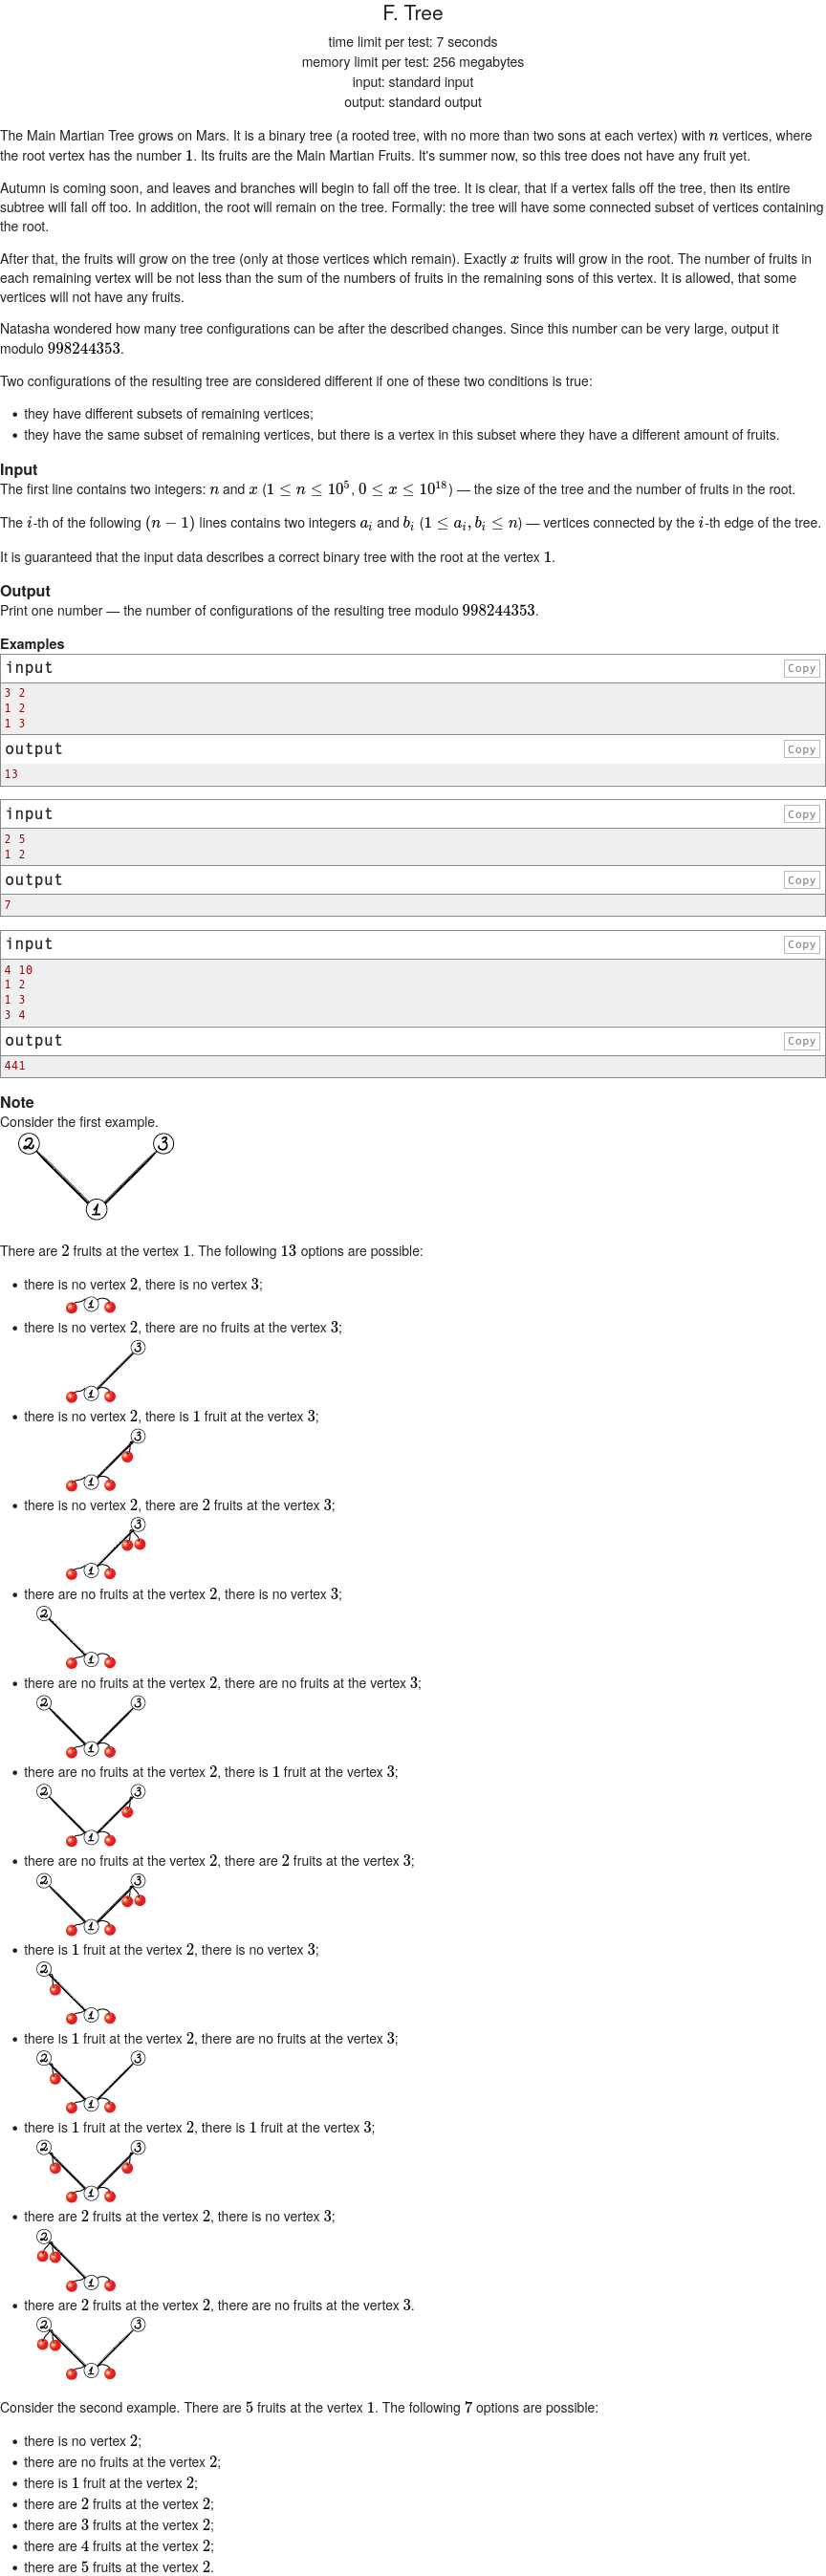 F. Tree
time limit per test: 7 seconds
memory limit per test: 256 megabytes
input: standard input
output: standard output
The Main Martian Tree grows on Mars. It is a binary tree (a rooted tree, with no more than two sons at each vertex) with n vertices, where
the root vertex has the number 1. Its fruits are the Main Martian Fruits. It's summer now, so this tree does not have any fruit yet.
Autumn is coming soon, and leaves and branches will begin to fall off the tree. It is clear, that if a vertex falls off the tree, then its entire
subtree will fall off too. In addition, the root will remain on the tree. Formally: the tree will have some connected subset of vertices containing
the root.
After that, the fruits will grow on the tree (only at those vertices which remain). Exactly x fruits will grow in the root. The number of fruits in
each remaining vertex will be not less than the sum of the numbers of fruits in the remaining sons of this vertex. It is allowed, that some
vertices will not have any fruits.
Natasha wondered how many tree configurations can be after the described changes. Since this number can be very large, output it
modulo 998244353.
Two configurations of the resulting tree are considered different if one of these two conditions is true:
• they have different subsets of remaining vertices;
• they have the same subset of remaining vertices, but there is a vertex in this subset where they have a different amount of fruits.
Input
The first line contains two integers: n and x (1 ≤ n ≤ 10^5, 0 ≤ x ≤ 10^18) — the size of the tree and the number of fruits in the root.
The i-th of the following (n − 1) lines contains two integers a_i and b_i (1 ≤ a_i, b_i ≤ n) — vertices connected by the i-th edge of the tree.
It is guaranteed that the input data describes a correct binary tree with the root at the vertex 1.
Output
Print one number — the number of configurations of the resulting tree modulo 998244353.
Examples
input Copy
3 2
1 2
1 3
output Copy
13
input Copy
2 5
1 2
output Copy
7
input Copy
4 10
1 2
1 3
3 4
output Copy
441
Note
Consider the first example.
2 3
1
There are 2 fruits at the vertex 1. The following 13 options are possible:
• there is no vertex 2, there is no vertex 3;
1
• there is no vertex 2, there are no fruits at the vertex 3;
3
1
• there is no vertex 2, there is 1 fruit at the vertex 3;
3
1
• there is no vertex 2, there are 2 fruits at the vertex 3;
3
1
• there are no fruits at the vertex 2, there is no vertex 3;
2
1
• there are no fruits at the vertex 2, there are no fruits at the vertex 3;
2 3
1
• there are no fruits at the vertex 2, there is 1 fruit at the vertex 3;
2 3
1
• there are no fruits at the vertex 2, there are 2 fruits at the vertex 3;
2 3
1
• there is 1 fruit at the vertex 2, there is no vertex 3;
2
1
• there is 1 fruit at the vertex 2, there are no fruits at the vertex 3;
2 3
1
• there is 1 fruit at the vertex 2, there is 1 fruit at the vertex 3;
2 3
1
• there are 2 fruits at the vertex 2, there is no vertex 3;
2
1
• there are 2 fruits at the vertex 2, there are no fruits at the vertex 3.
2 3
1
Consider the second example. There are 5 fruits at the vertex 1. The following 7 options are possible:
• there is no vertex 2;
• there are no fruits at the vertex 2;
• there is 1 fruit at the vertex 2;
• there are 2 fruits at the vertex 2;
• there are 3 fruits at the vertex 2;
• there are 4 fruits at the vertex 2;
• there are 5 fruits at the vertex 2.